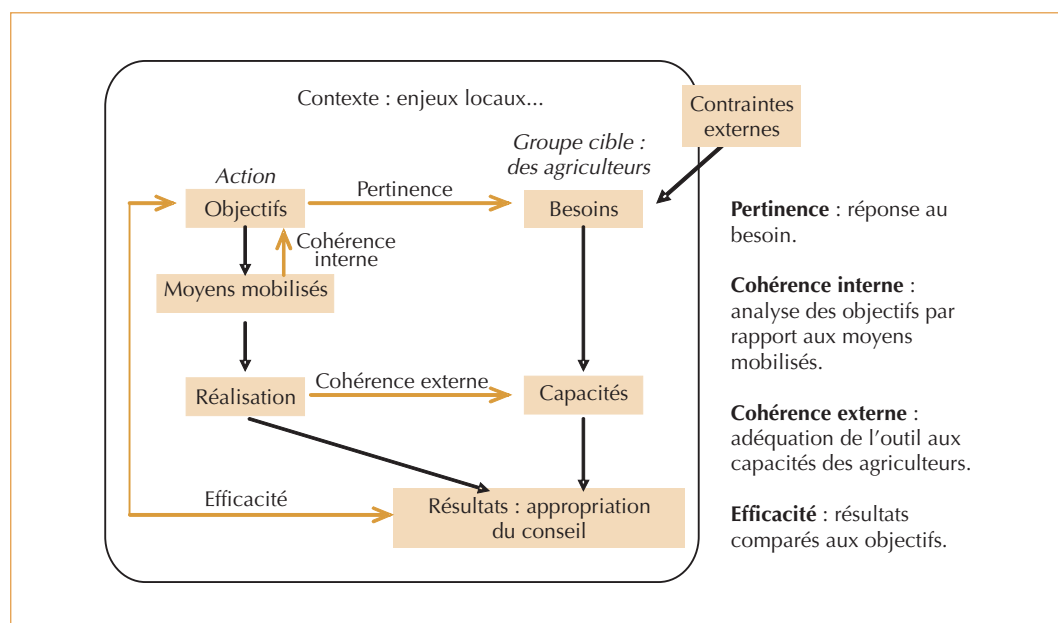 Contexte : enjeux locaux...
Contraintes
externes
Groupe cible :
des agriculteurs
Action
Objectifs
Pertinence
Besoins
Cohérence
interne
Moyens mobilisés
Réalisation
Cohérence externe
Capacités
Efficacité
Résultats : appropriation
du conseil
Pertinence : réponse au
besoin.
Cohérence interne :
analyse des objectifs par
rapport aux moyens
mobilisés.
Cohérence externe :
adéquation de l’outil aux
capacités des agriculteurs.
Efficacité : résultats
comparés aux objectifs.